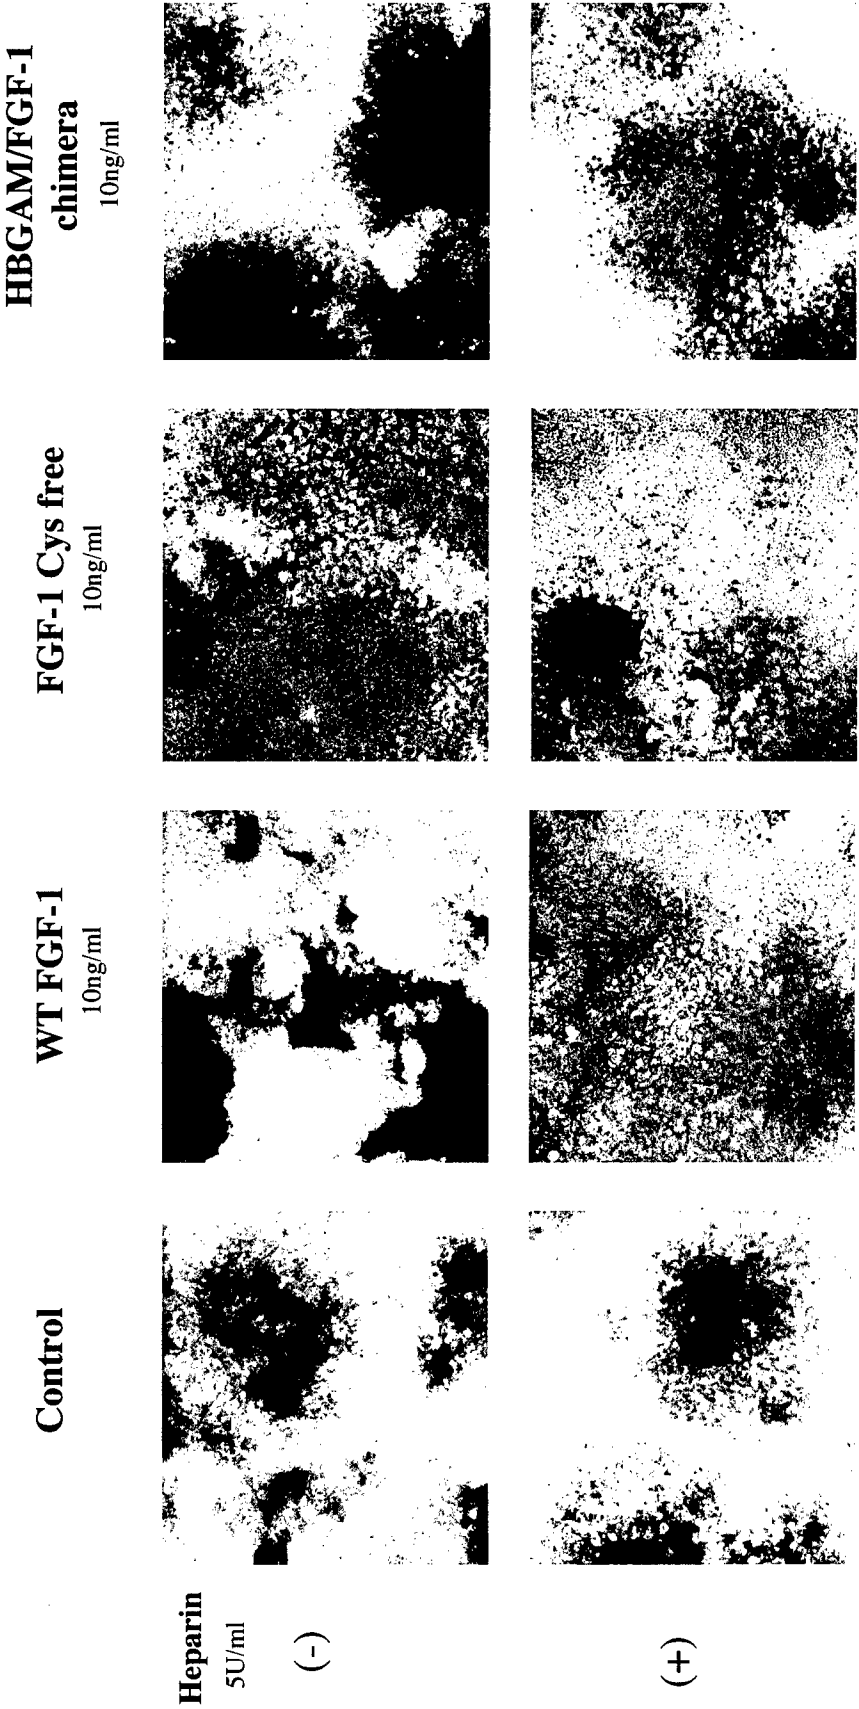 Control
WT FGF-1
10ng/ml
FGF-1 Cys free
10ng/ml
HBGAM/FGF-1
chimera
10ng/ml
Heparin
5U/ml
(-)
(+)